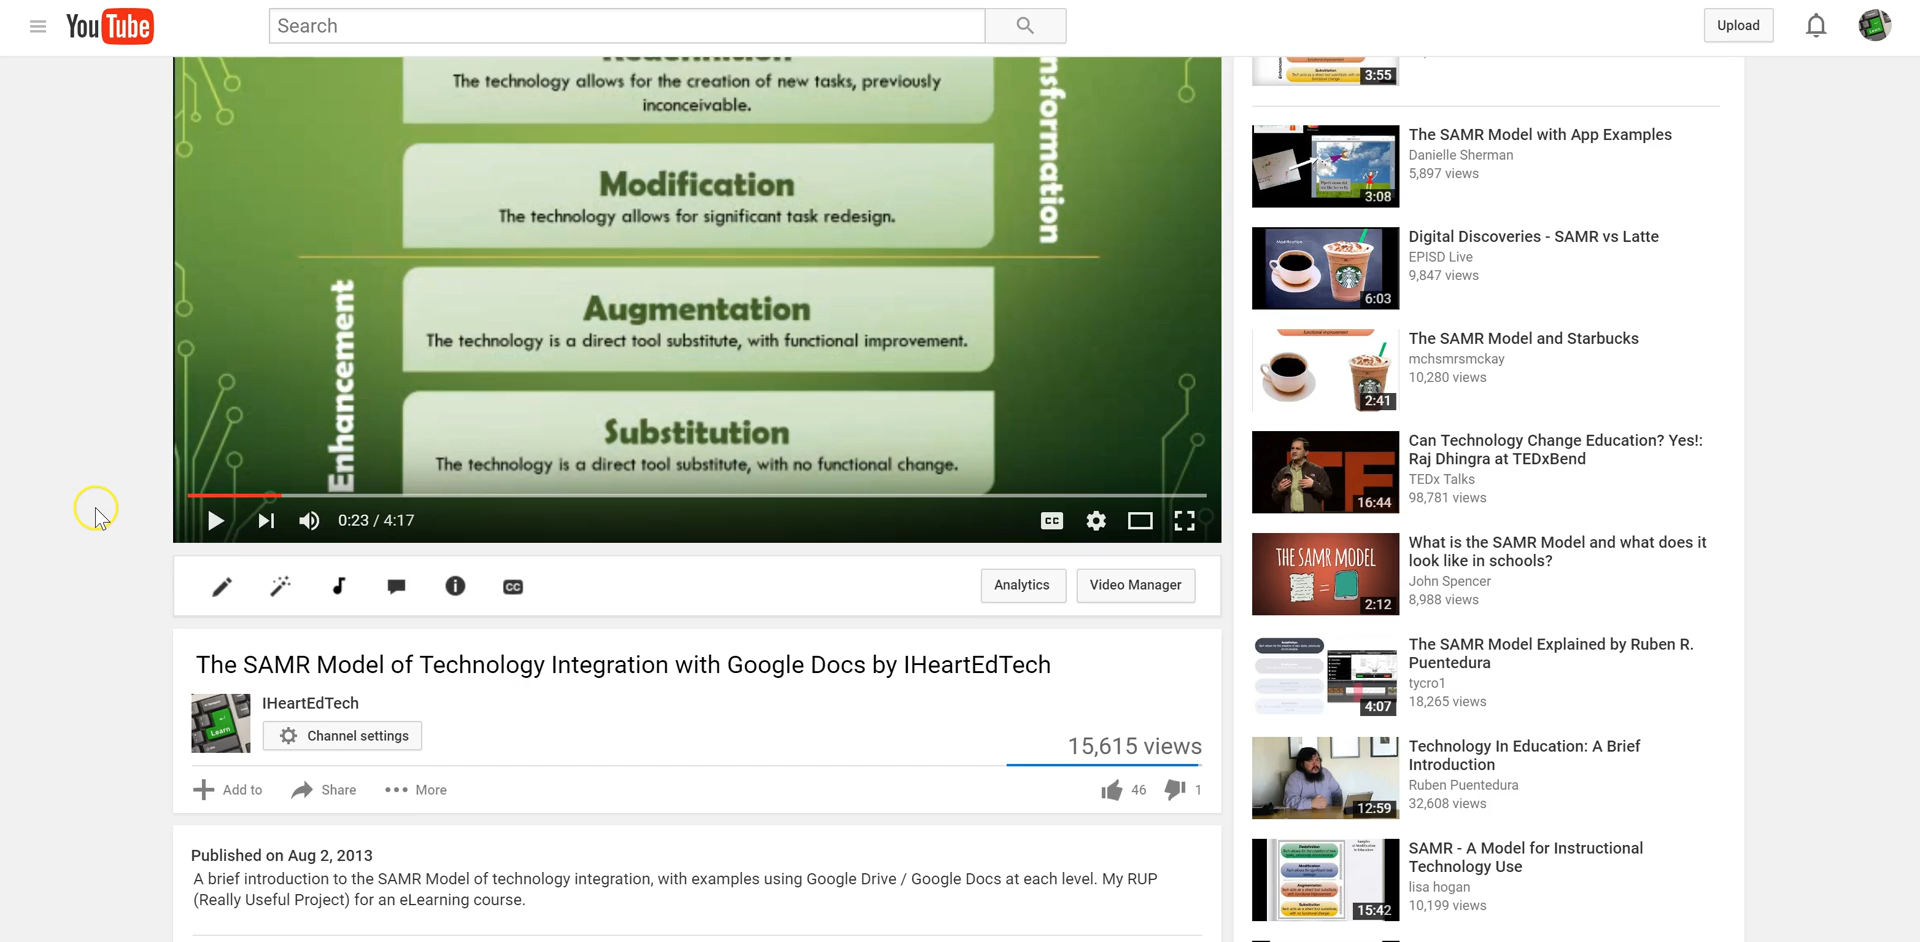 YouTube
Search
Upload
Redefinition
The technology allows for the creation of new tasks, previously
inconceivable.
nsformation
Modification
The technology allows for significant task redesign.
Augmentation
The technology is a direct tool substitute, with functional improvement.
Enhancement
Substitution
The technology is a direct tool substitute, with no functional change.
0:23 / 4:17
CC
CC
Analytics
Video Manager
The SAMR Model of Technology Integration with Google Docs by IHeartEdTech
Learn
IHeartEdTech
Channel settings
15,615 views
Add to
Share
More
46
1
Published on Aug 2, 2013
A brief introduction to the SAMR Model of technology integration, with examples using Google Drive / Google Docs at each level. My RUP
(Really Useful Project) for an eLearning course.
3:55
The SAMR Model with App Examples
Danielle Sherman
5,897 views
3:08
Digital Discoveries - SAMR vs Latte
EPISD Live
9,847 views
Modification
6:03
The SAMR Model and Starbucks
mchsmrsmckay
10,280 views
2:41
Can Technology Change Education? Yes!:
Raj Dhingra at TEDxBend
TEDx Talks
98,781 views
16:44
What is the SAMR Model and what does it
look like in schools?
John Spencer
8,988 views
THE SAMR MODEL
2:12
The SAMR Model Explained by Ruben R.
Puentedura
tycro1
18,265 views
4:07
Technology In Education: A Brief
Introduction
Ruben Puentedura
32,608 views
12:59
SAMR - A Model for Instructional
Technology Use
lisa hogan
10,199 views
15:42